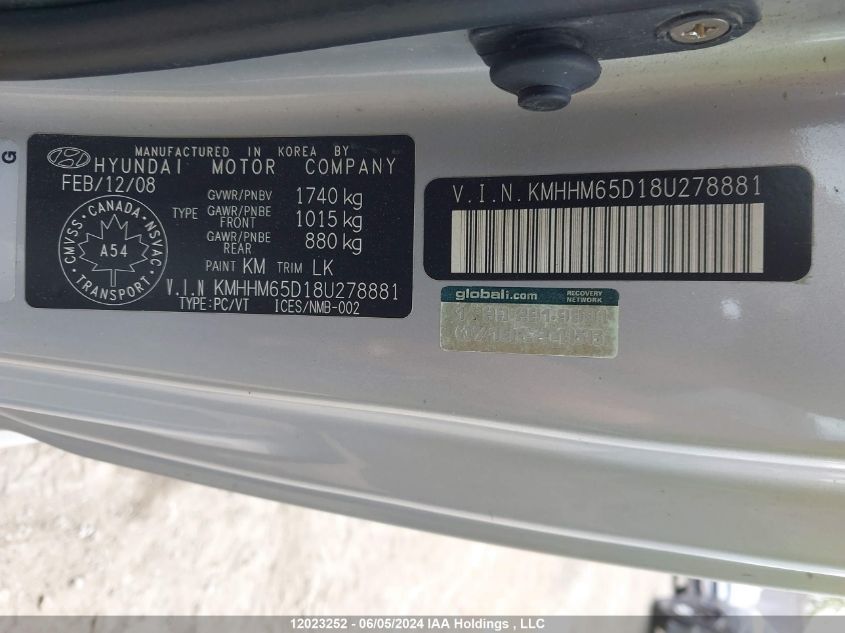 G
MANUFACTURED IN KOREA BY
HYUNDAI MOTOR COMPANY
FEB/12/08
GVWR/PNBV 1740 kg
TYPE GAWR/PNBE FRONT 1015 kg
GAWR/PNBE REAR 880 kg
PAINT KM TRIM LK
CANADA
CMVSS NSVAC
A54
TRANSPORT
V.I.N KMHHM65D18U278881
TYPE:PC/VT ICES/NMB-002
V.I.N.KMHHM65D18U278881
globali.com RECOVERY NETWORK
12023252 - 06/05/2024 IAA Holdings , LLC